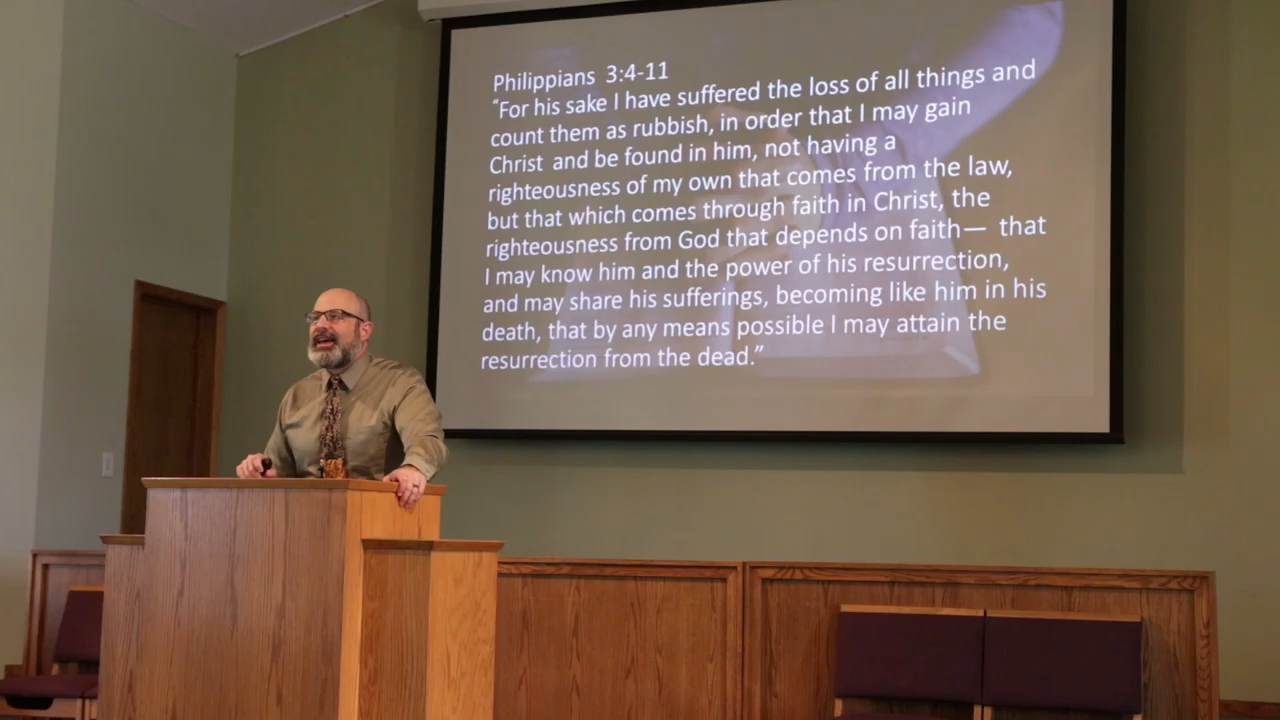 Philippians 3:4-11
“For his sake I have suffered the loss of all things and
count them as rubbish, in order that I may gain
Christ and be found in him, not having a
righteousness of my own that comes from the law,
but that which comes through faith in Christ, the
righteousness from God that depends on faith— that
I may know him and the power of his resurrection,
and may share his sufferings, becoming like him in his
death, that by any means possible I may attain the
resurrection from the dead.”